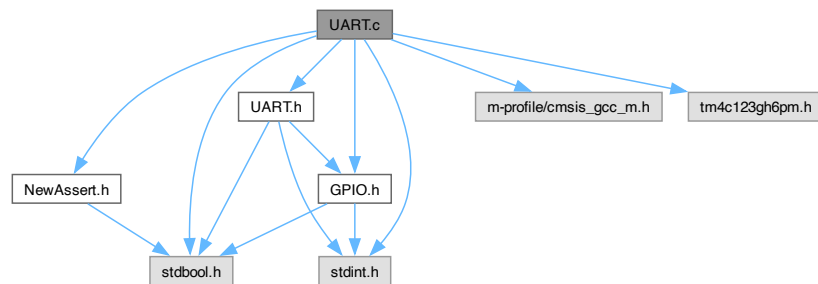 UART.c
UART.h
m-profile/cmsis_gcc_m.h
tm4c123gh6pm.h
NewAssert.h
GPIO.h
stdbool.h
stdint.h